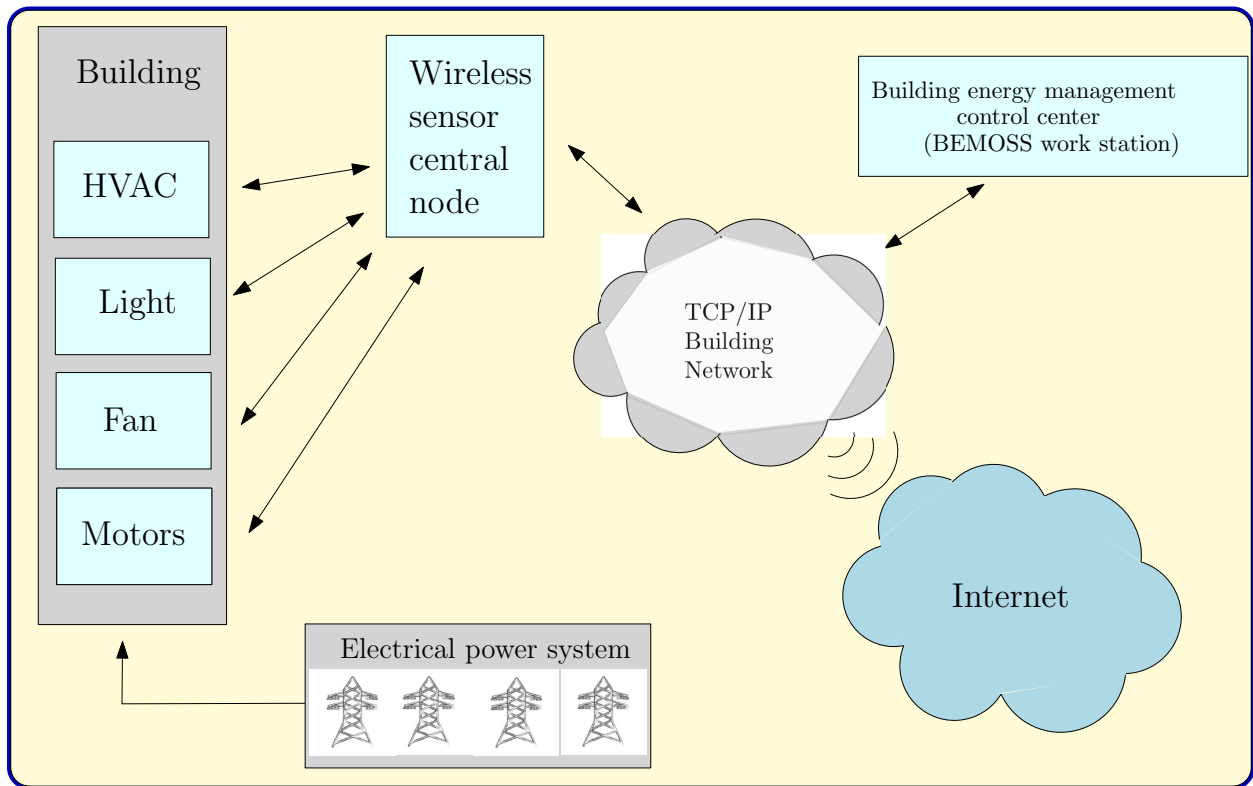 Building
HVAC
Light
Fan
Motors
Wireless
sensor
central
node
Building energy management
control center
(BEMOSS work station)
TCP/IP
Building
Network
Internet
Electrical power system